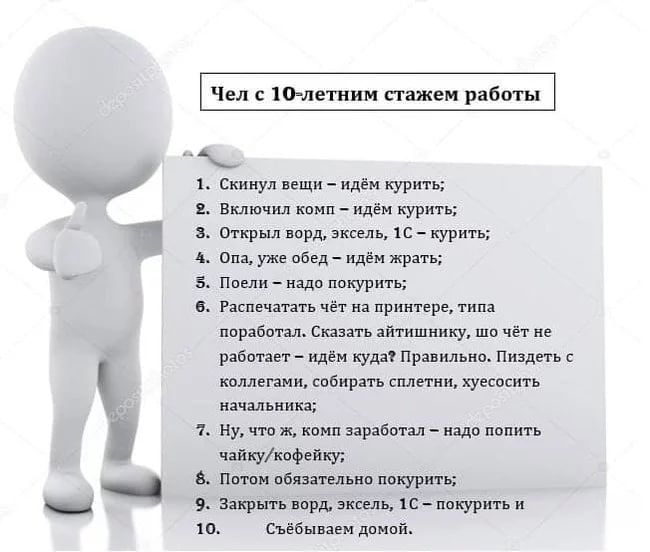 Чел с 10-летним стажем работы
1. Скинул вещи – идём курить;
2. Включил комп – идём курить;
3. Открыл ворд, эксель, 1С – курить;
4. Опа, уже обед – идём жрать;
5. Поели – надо покурить;
6. Распечатать чёт на принтере, типа
поработал. Сказать айтишнику, шо чёт не
работает – идём куда? Правильно. Пиздеть с
коллегами, собирать сплетни, хуесосить
начальника;
7. Ну, что ж, комп заработал – надо попить
чайку/кофейку;
8. Потом обязательно покурить;
9. Закрыть ворд, эксель, 1С – покурить и
10. Съёбываем домой.
depositphotos
depositphotos
depositphotos